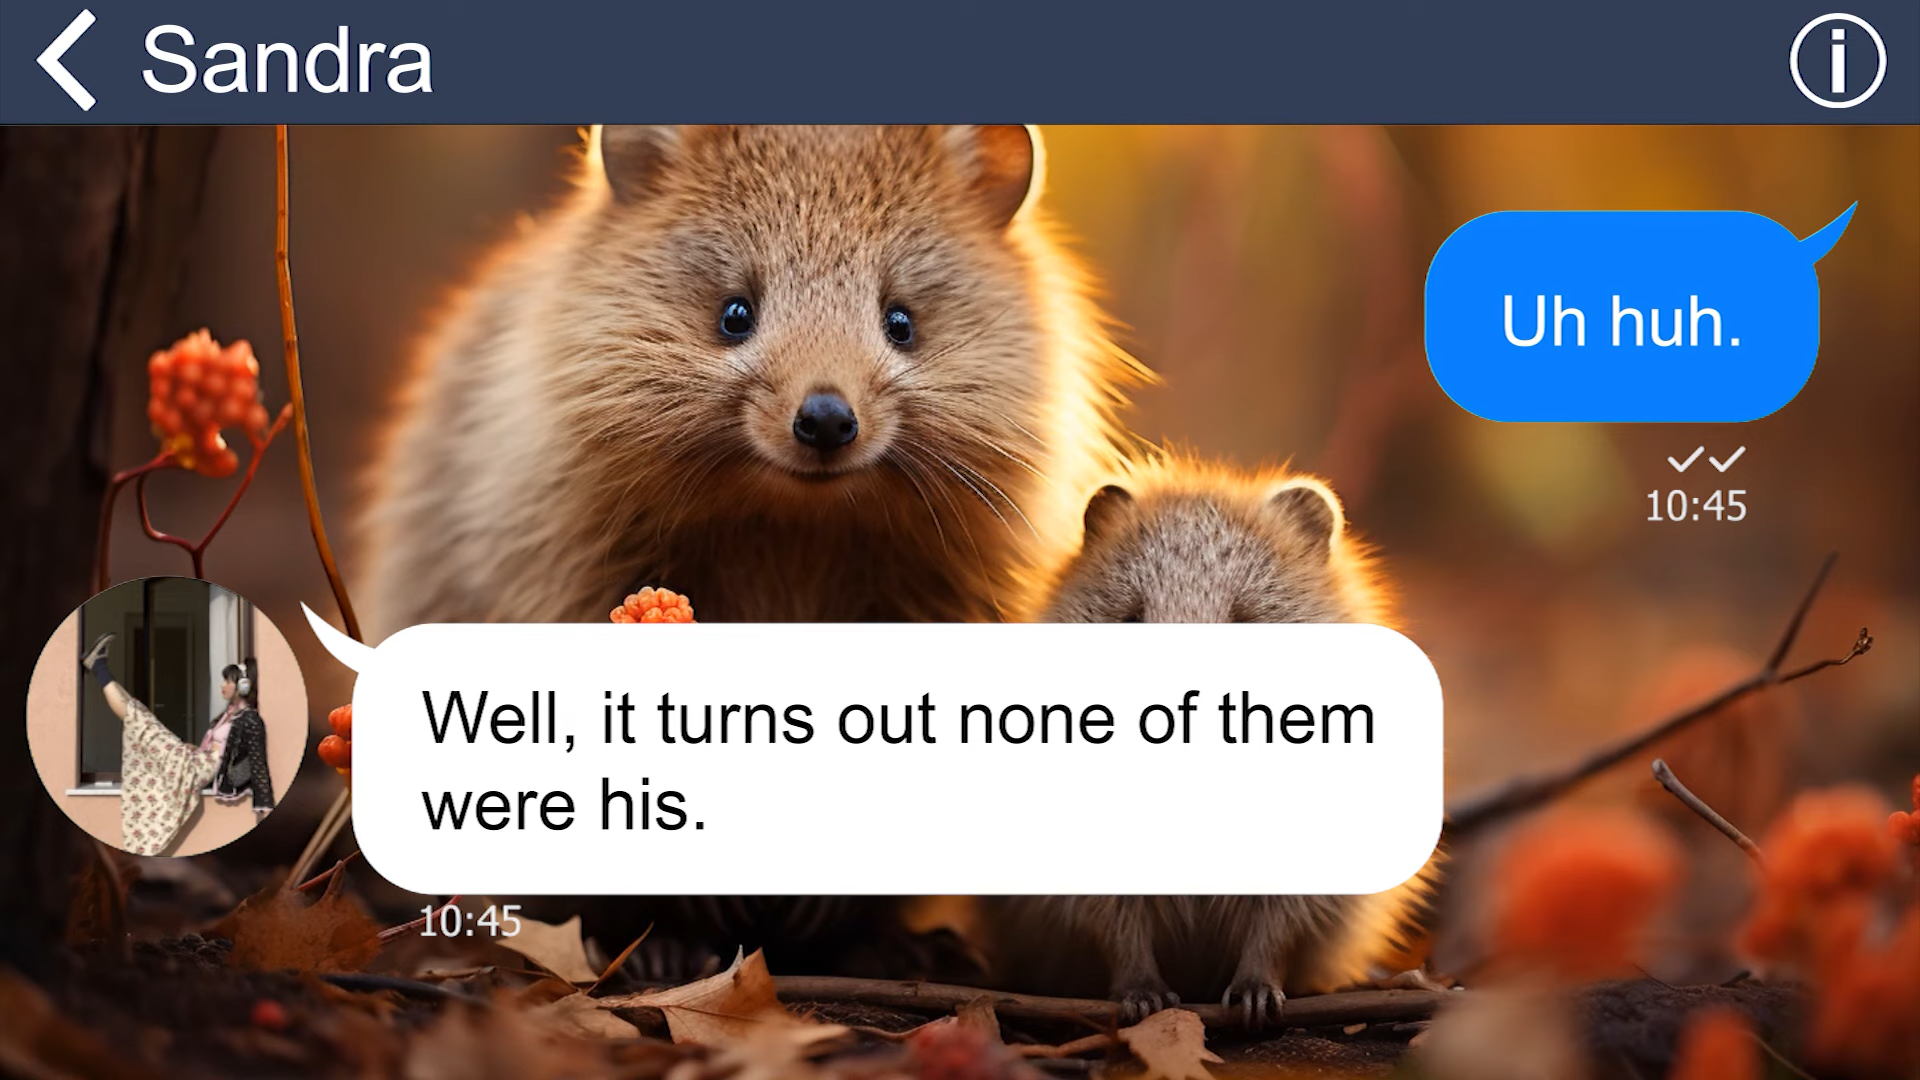 Sandra
Uh huh.
10:45
Well, it turns out none of them
were his.
10:45